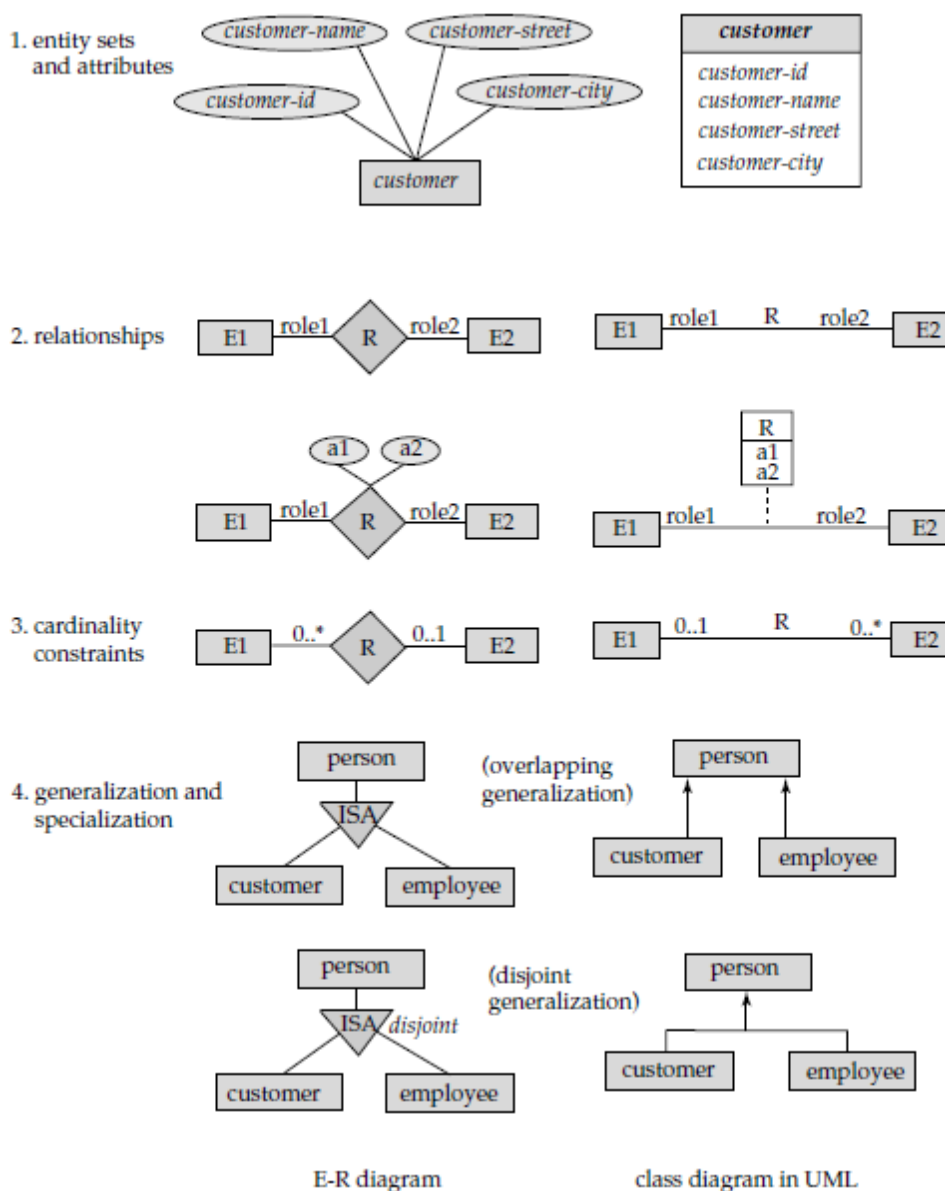 1. entity sets
and attributes
customer-name
customer-street
customer-id
customer-city
customer
customer
customer-id
customer-name
customer-street
customer-city
2. relationships
E1 role1 R role2 E2
E1 role1 R role2 E2
a1 a2
E1 role1 R role2 E2
R
a1
a2
E1 role1 role2 E2
3. cardinality
constraints
E1 0..* R 0..1 E2
E1 0..1 R 0..* E2
4. generalization and
specialization
person
ISA
customer employee
(overlapping
generalization)
person
customer employee
person
ISA disjoint
customer employee
(disjoint
generalization)
person
customer employee
E-R diagram
class diagram in UML